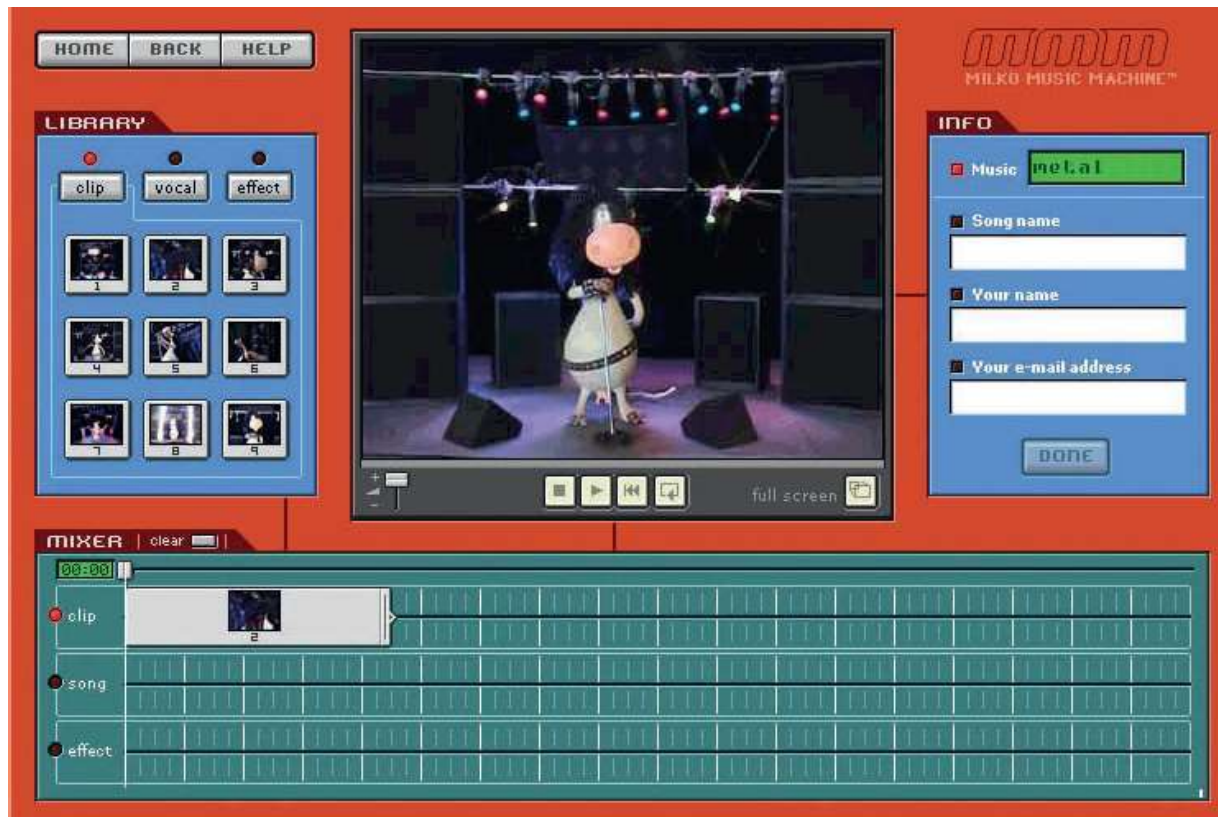 HOME BACK HELP
MILKO MUSIC MACHINE™
LIBRARY
clip vocal effect
1 2 3
4 5 6
7 8 9
full screen
INFO
Music metal
Song name
Your name
Your e-mail address
DONE
MIXER | clear |
00:00
clip
2
song
effect